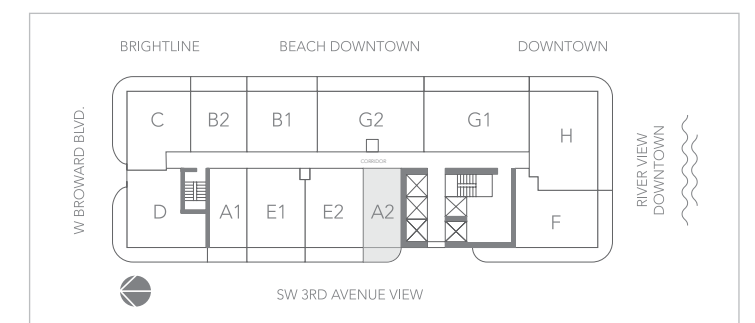 BRIGHTLINE BEACH DOWNTOWN DOWNTOWN
W BROWARD BLVD.
C B2 B1 G2 G1 H
CORRIDOR
D A1 E1 E2 A2 F
RIVER VIEW
DOWNTOWN
SW 3RD AVENUE VIEW